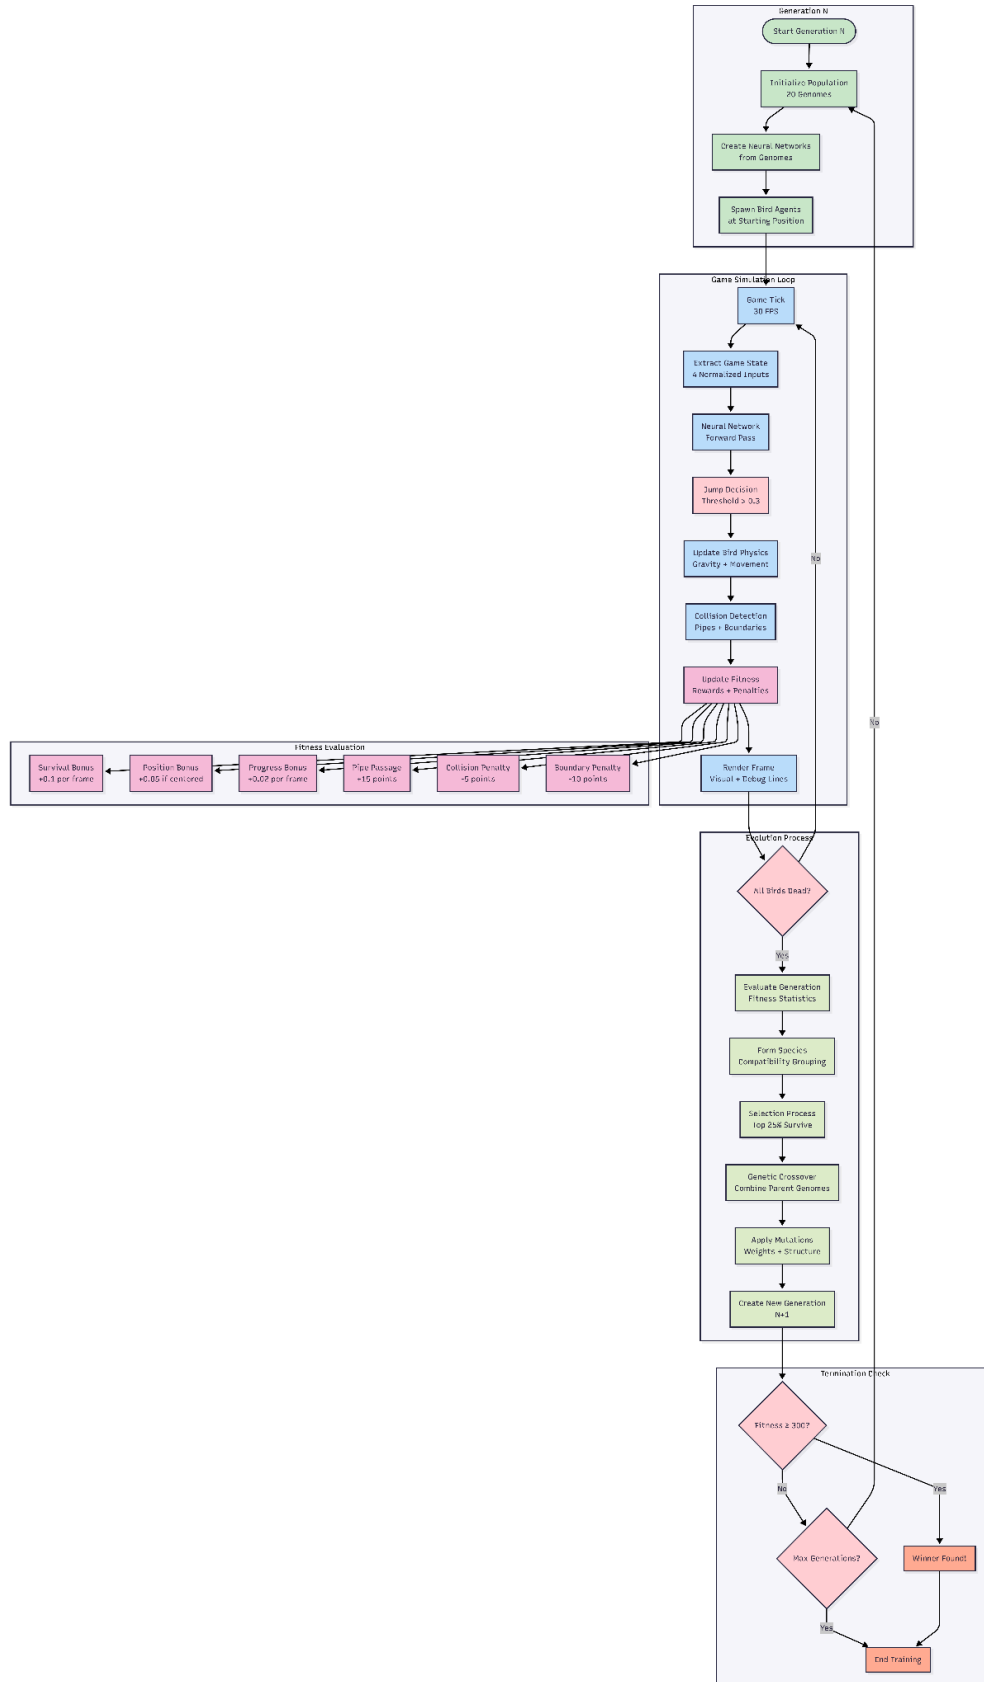 Generation N
Start Generation N
Initialize Population
20 Genomes
Create Neural Networks
from Genomes
Spawn Bird Agents
at Starting Position
Game Simulation Loop
Game Tick
30 FPS
Extract Game State
4 Normalized Inputs
Neural Network
Forward Pass
Jump Decision
Threshold > 0.3
Update Bird Physics
Gravity + Movement
No
Collision Detection
Pipes + Boundaries
Update Fitness
Rewards + Penalties
No
Fitness Evaluation
Survival Bonus
+0.1 per frame
Position Bonus
+0.05 if centered
Progress Bonus
+0.02 per frame
Pipe Passage
+15 points
Collision Penalty
-5 points
Boundary Penalty
-10 points
Render Frame
Visual + Debug Lines
Evolution Process
All Birds Dead?
Yes
Evaluate Generation
Fitness Statistics
Form Species
Compatibility Grouping
Selection Process
Top 25% Survive
Genetic Crossover
Combine Parent Genomes
Apply Mutations
Weights + Structure
Create New Generation
N+1
Termination Check
Fitness ≥ 300?
No
Yes
Max Generations?
Winner Found!
Yes
End Training